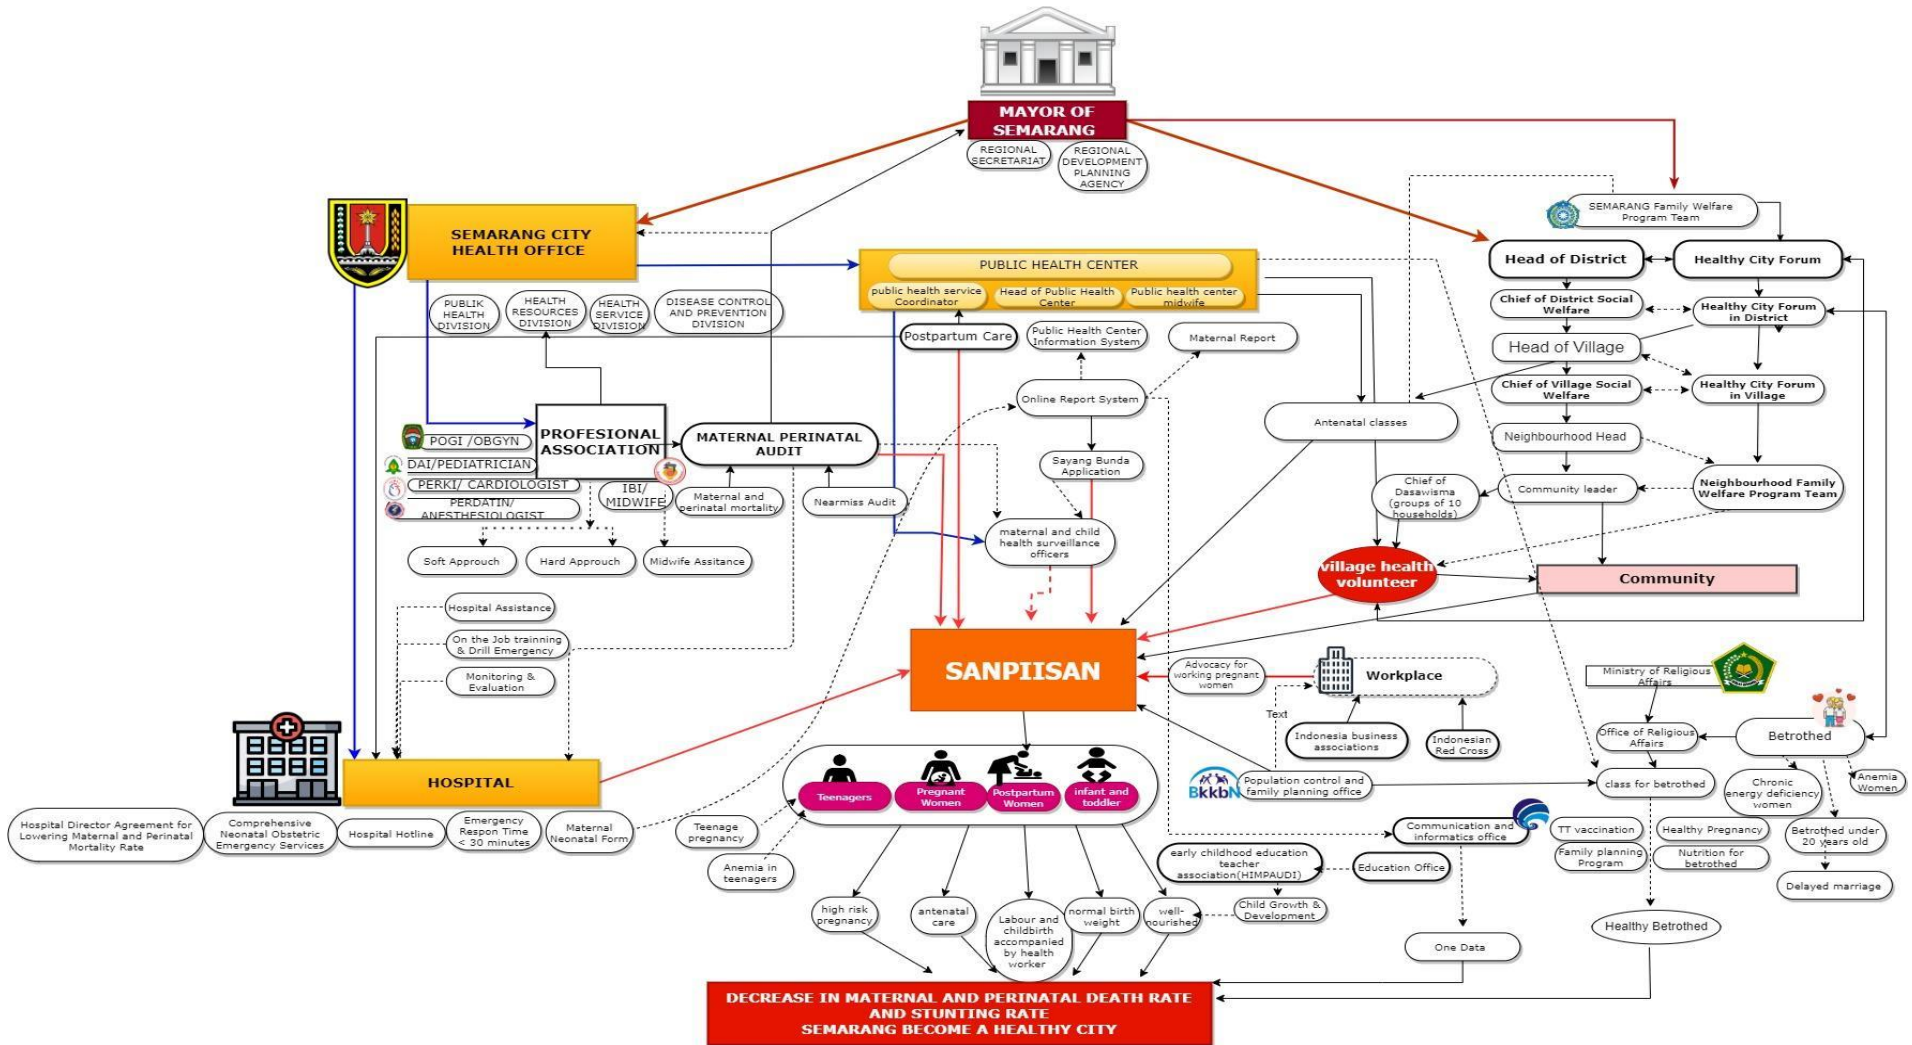 MAYOR OF
SEMARANG
REGIONAL
SECRETARIAT
REGIONAL
DEVELOPMENT
PLANNING
AGENCY
SEMARANG Family Welfare
Program Team
SEMARANG CITY
HEALTH OFFICE
PUBLIC HEALTH CENTER
public health service
Coordinator
Head of Public Health
Center
Public health center
midwife
Head of District
Healthy City Forum
PUBLIK
HEALTH
DIVISION
HEALTH
RESOURCES
DIVISION
HEALTH
SERVICE
DIVISION
DISEASE CONTROL
AND PREVENTION
DIVISION
Chief of District Social
Welfare
Healthy City Forum
in District
Postpartum Care
Public Health Center
Information System
Maternal Report
Head of Village
Chief of Village Social
Welfare
Healthy City Forum
in Village
Online Report System
Antenatal classes
PROFESIONAL
ASSOCIATION
MATERNAL PERINATAL
AUDIT
POGI /OBGYN
DAI/PEDIATRICIAN
PERKI/ CARDIOLOGIST
PERDATIN/
ANESTHESIOLOGIST
IBI/
MIDWIFE
Neighbourhood Head
Sayang Bunda
Application
Maternal and
perinatal mortality
Nearmiss Audit
Chief of
Dasawisma
(groups of 10
households)
Community leader
Neighbourhood Family
Welfare Program Team
maternal and child
health surveillance
officers
Soft Approuch
Hard Approuch
Midwife Assitance
village health
volunteer
Community
Hospital Assistance
On the Job trainning
& Drill Emergency
Monitoring &
Evaluation
SANPIISAN
Advocacy for
working pregnant
women
Workplace
Text
Ministry of Religious
Affairs
Indonesia business
associations
Indonesian
Red Cross
Office of Religious
Affairs
Betrothed
HOSPITAL
Teenagers
Pregnant
Women
Postpartum
Women
infant and
toddler
BkkbN
Population control and
family planning office
class for betrothed
Chronic
energy deficiency
women
Anemia
Women
Hospital Director Agreement for
Lowering Maternal and Perinatal
Mortality Rate
Comprehensive
Neonatal Obstetric
Emergency Services
Hospital Hotline
Emergency
Respon Time
< 30 minutes
Maternal
Neonatal Form
Teenage
pregnancy
Anemia in
teenagers
Communication and
informatics office
TT vaccination
Healthy Pregnancy
Family planning
Program
Nutrition for
betrothed
Betrothed under
20 years old
Delayed marriage
early childhood education
teacher
association(HIMPAUDI)
Education Office
Child Growth &
Development
high risk
pregnancy
antenatal
care
Labour and
childbirth
accompanied
by health
worker
normal birth
weight
well-
nourished
One Data
Healthy Betrothed
DECREASE IN MATERNAL AND PERINATAL DEATH RATE
AND STUNTING RATE
SEMARANG BECOME A HEALTHY CITY